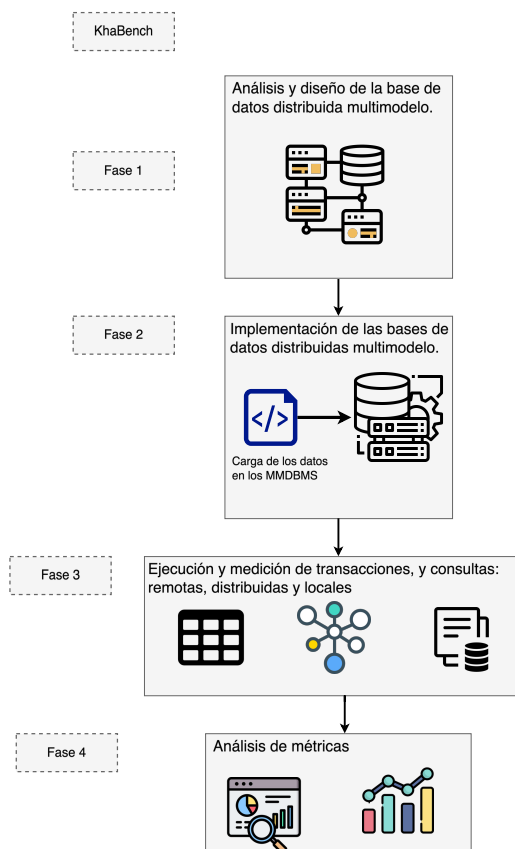 KhaBench
Análisis y diseño de la base de
datos distribuida multimodelo.
Fase 1
Fase 2
Implementación de las bases de
datos distribuidas multimodelo.
</>
Carga de los datos
en los MMDBMS
Fase 3
Ejecución y medición de transacciones, y consultas:
remotas, distribuidas y locales
Fase 4
Análisis de métricas